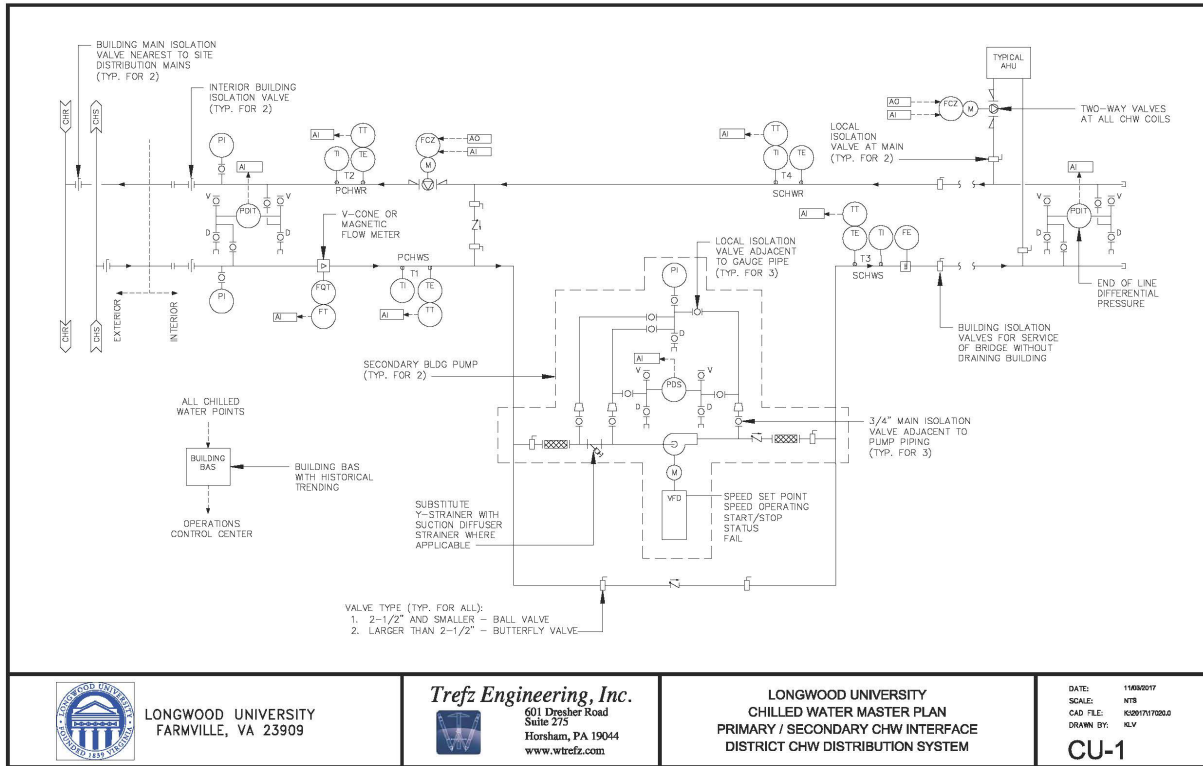 BUILDING MAIN ISOLATION
VALVE NEAREST TO SITE
DISTRIBUTION MAINS
(TYP. FOR 2)
INTERIOR BUILDING
ISOLATION VALVE
(TYP. FOR 2)
CHR
CHS
PI
AI
TT
TI
TE
T2
PCHWR
FCZ
M
AO
AI
AI
TT
TI
TE
T4
SCHWR
AO
AI
FCZ
M
TYPICAL
AHU
TWO-WAY VALVES
AT ALL CHW COILS
LOCAL
ISOLATION
VALVE AT MAIN
(TYP. FOR 2)
AI
V
V
PDIT
D
D
V-CONE OR
MAGNETIC
FLOW METER
PCHWS
PI
FQT
FT
AI
T1
TI
TE
TT
AI
LOCAL ISOLATION
VALVE ADJACENT
TO GAUGE PIPE
(TYP. FOR 3)
AI
TT
TE
TI
FE
T3
SCHWS
AI
V
V
PDIT
D
D
END OF LINE
DIFFERENTIAL
PRESSURE
EXTERIOR
INTERIOR
CHR
CHS
BUILDING ISOLATION
VALVES FOR SERVICE
OF BRIDGE WITHOUT
DRAINING BUILDING
SECONDARY BLDG PUMP
(TYP. FOR 2)
PI
D
AI
V
V
PDS
D
D
3/4" MAIN ISOLATION
VALVE ADJACENT TO
PUMP PIPING
(TYP. FOR 3)
ALL CHILLED
WATER POINTS
BUILDING
BAS
BUILDING BAS
WITH HISTORICAL
TRENDING
OPERATIONS
CONTROL CENTER
SUBSTITUTE
Y-STRAINER WITH
SUCTION DIFFUSER
STRAINER WHERE
APPLICABLE
M
VFD
SPEED SET POINT
SPEED OPERATING
START/STOP
STATUS
FAIL
VALVE TYPE (TYP. FOR ALL):
1. 2-1/2" AND SMALLER - BALL VALVE
2. LARGER THAN 2-1/2" - BUTTERFLY VALVE
LONGWOOD UNIVERSITY
FOUNDED IN 1839 VIRGINIA
LONGWOOD UNIVERSITY
FARMVILLE, VA 23909
Trefz Engineering, Inc.
601 Dresher Road
Suite 275
Horsham, PA 19044
www.wtrefz.com
LONGWOOD UNIVERSITY
CHILLED WATER MASTER PLAN
PRIMARY / SECONDARY CHW INTERFACE
DISTRICT CHW DISTRIBUTION SYSTEM
DATE: 11/03/2017
SCALE: NTS
CAD FILE: K:\2017\17020.0
DRAWN BY: KLV
CU-1